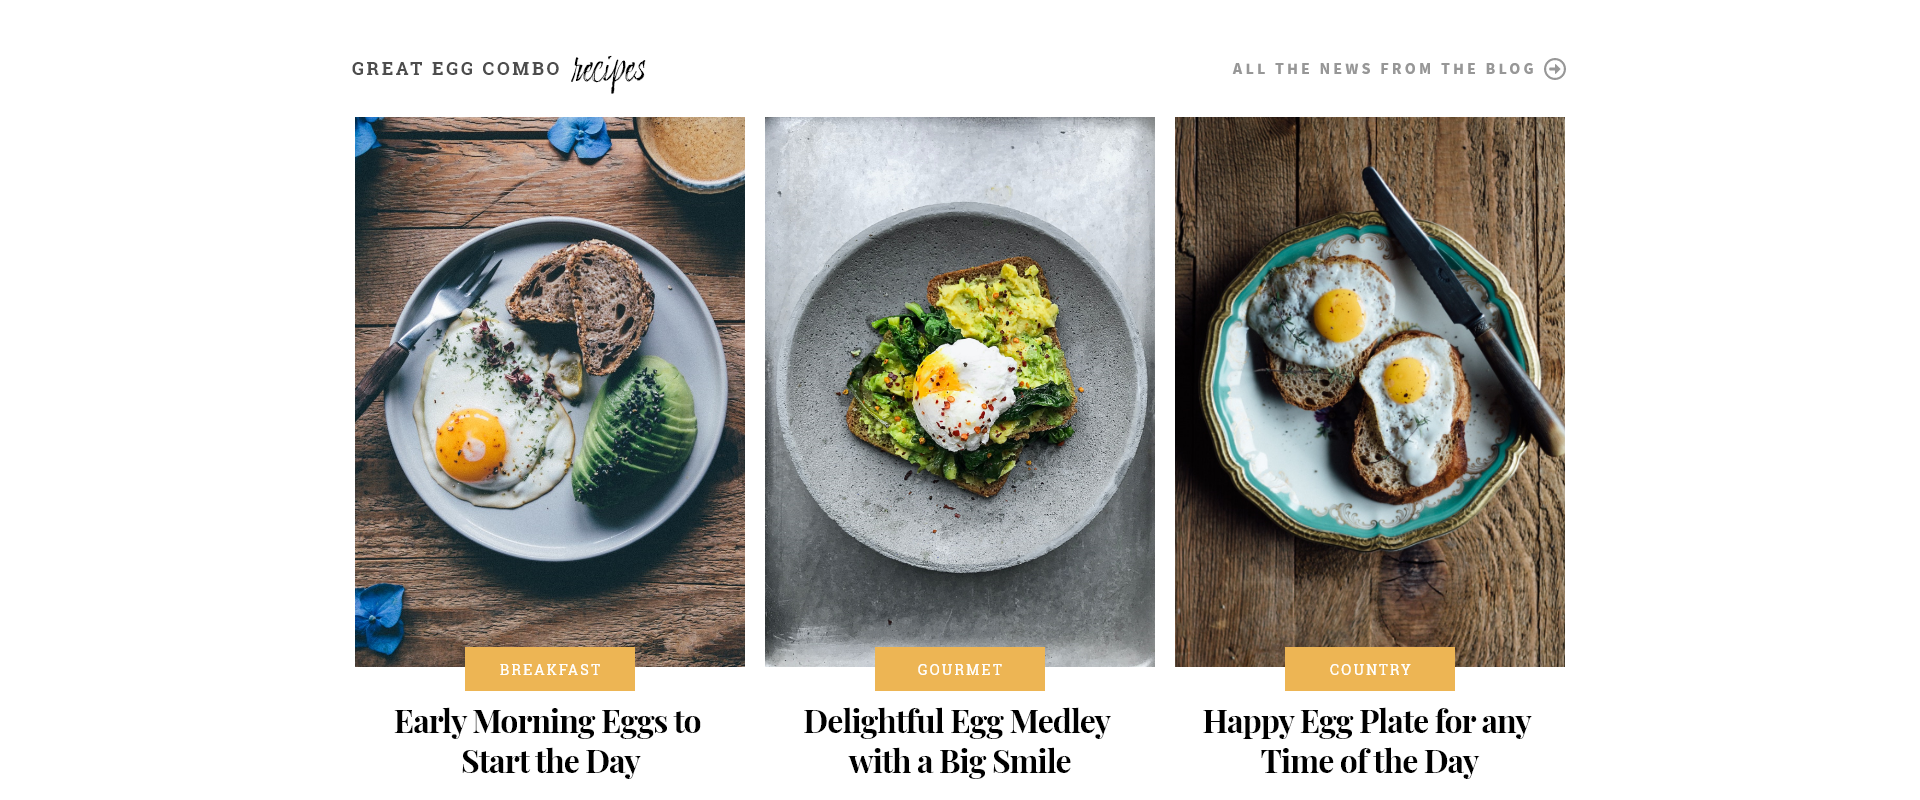 GREAT EGG COMBO recipes
ALL THE NEWS FROM THE BLOG
BREAKFAST
Early Morning Eggs to
Start the Day
GOURMET
Delightful Egg Medley
with a Big Smile
COUNTRY
Happy Egg Plate for any
Time of the Day